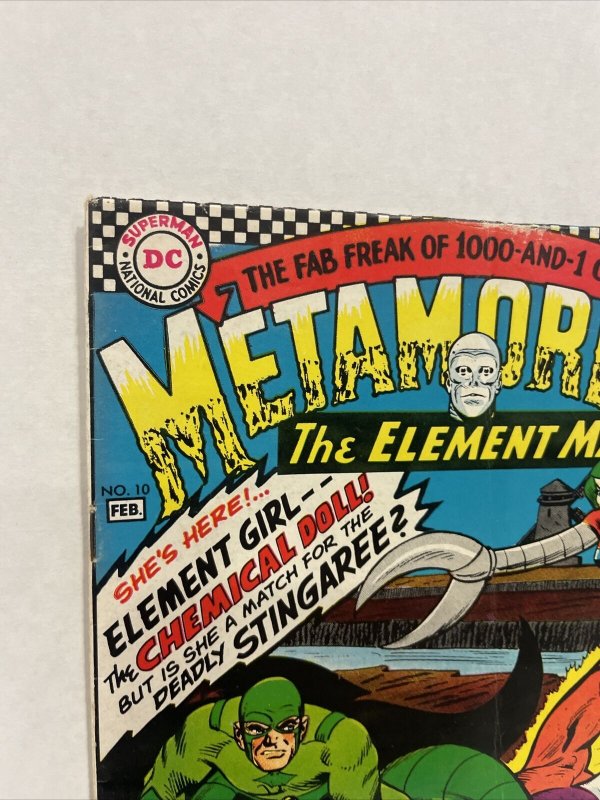 SUPERMAN
DC
NATIONAL COMICS
THE FAB FREAK OF 1000-AND-1
METAMOR
THE ELEMENT
NO. 10
FEB.
SHE'S HERE!...
ELEMENT GIRL--
THE CHEMICAL DOLL!
BUT IS SHE A MATCH FOR THE
DEADLY STINGAREE?